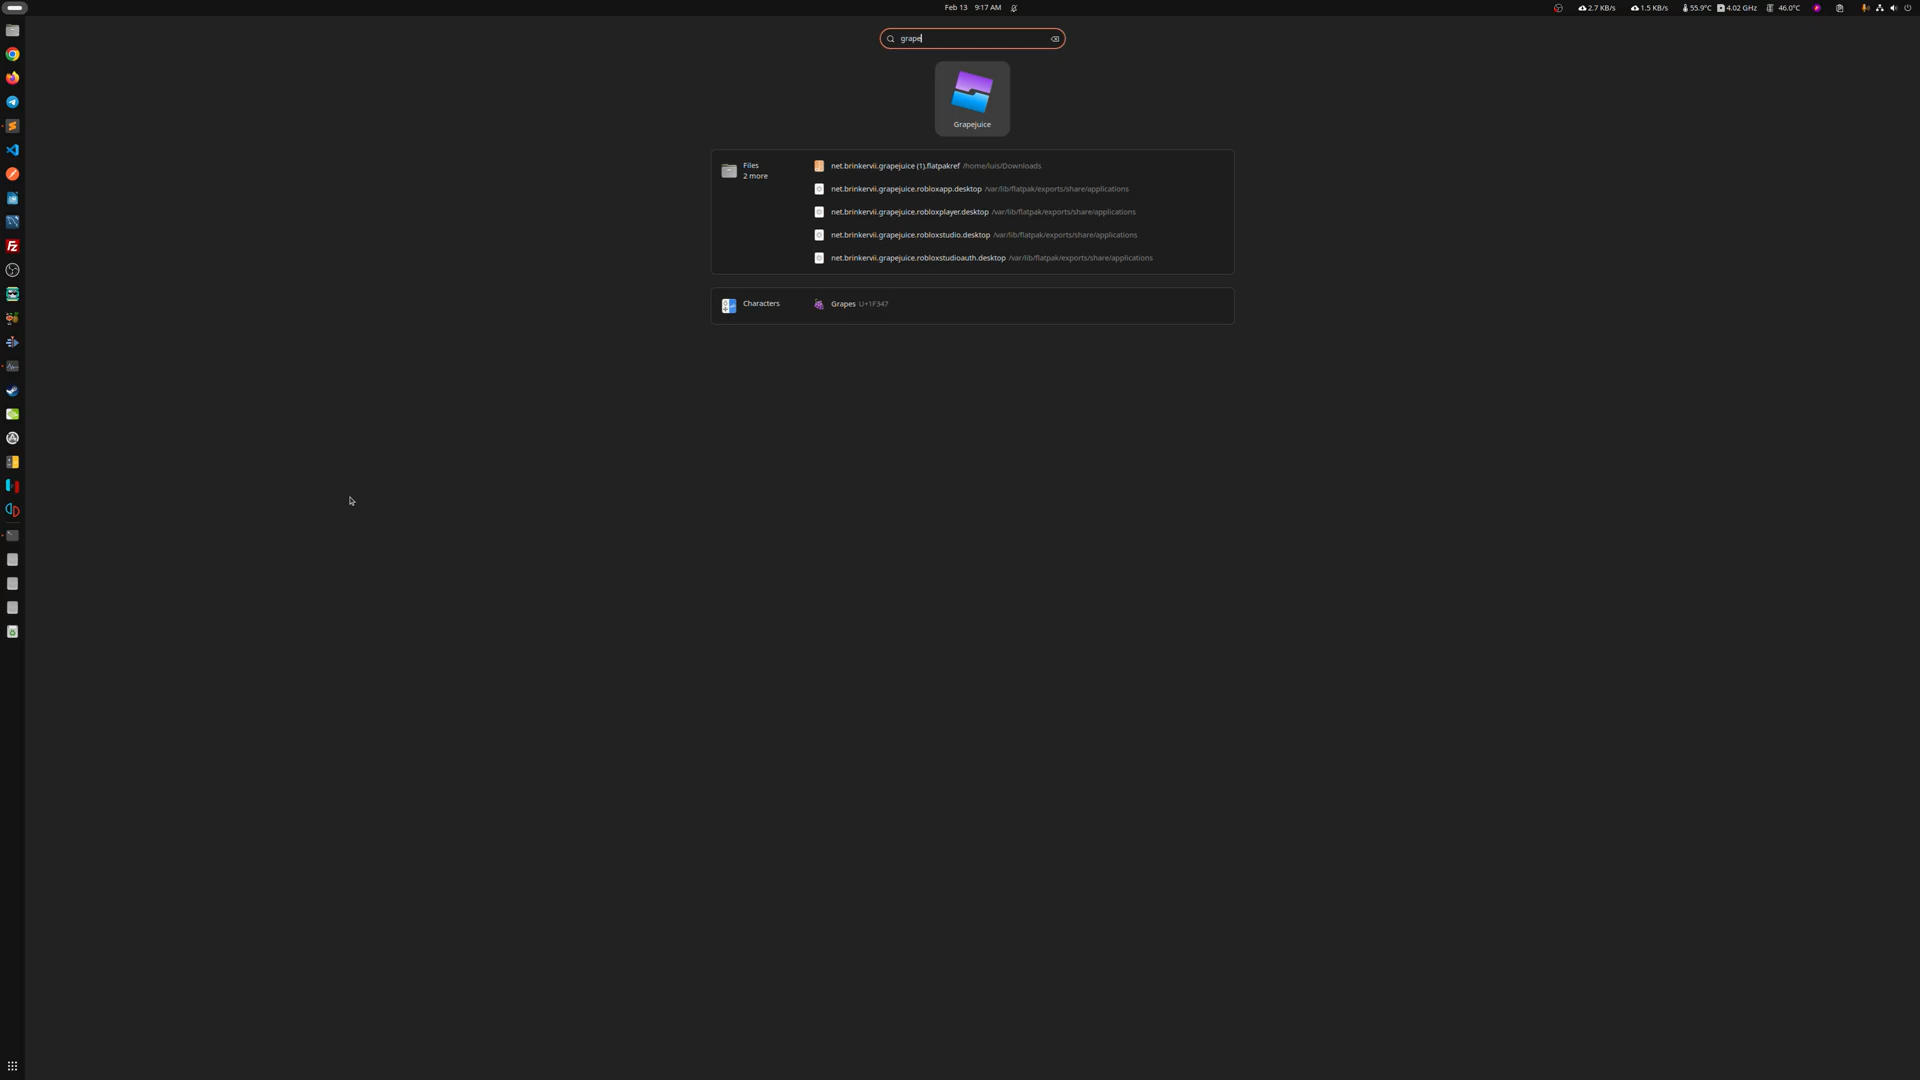 Feb 13 9:17 AM
2.7 KB/s 1.5 KB/s 55.9°C 4.02 GHz 46.0°C
grape
Grapejuice
Files
2 more
net.brinkervii.grapejuice (1).flatpakref /home/luis/Downloads
net.brinkervii.grapejuice.robloxapp.desktop /var/lib/flatpak/exports/share/applications
net.brinkervii.grapejuice.robloxplayer.desktop /var/lib/flatpak/exports/share/applications
net.brinkervii.grapejuice.robloxstudio.desktop /var/lib/flatpak/exports/share/applications
net.brinkervii.grapejuice.robloxstudioauth.desktop /var/lib/flatpak/exports/share/applications
Characters
Grapes U+1F347